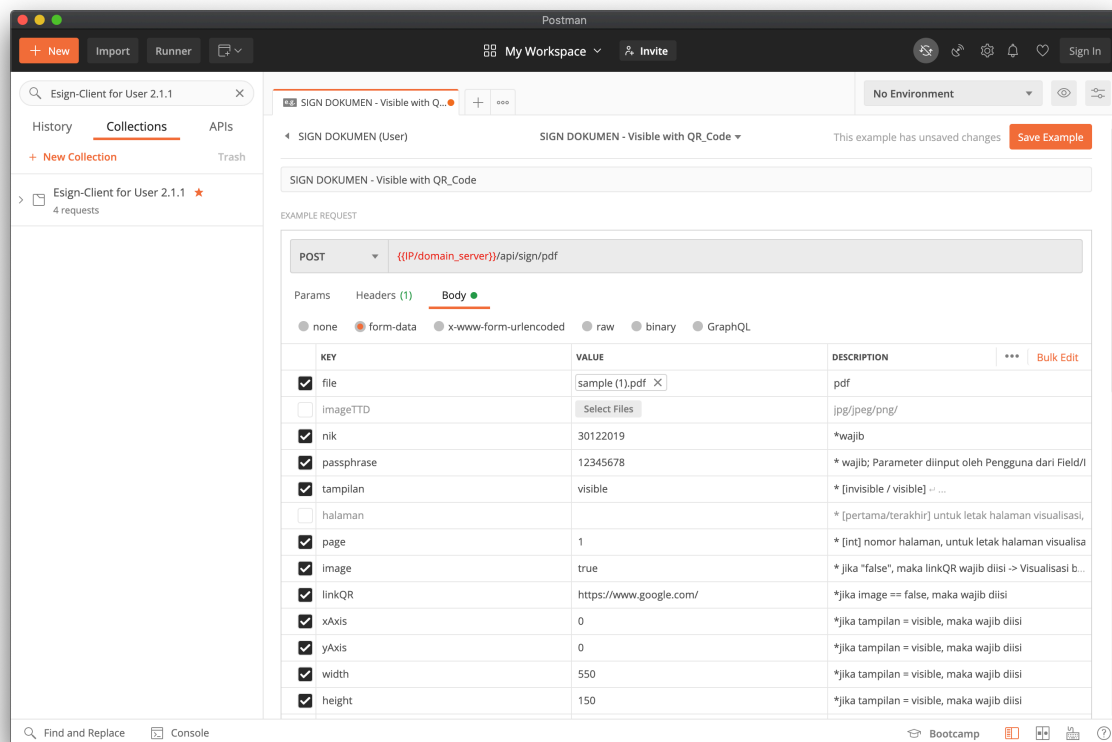 Postman
+ New
Import
Runner
My Workspace
Invite
Sign In
Esign-Client for User 2.1.1
History
Collections
APIs
+ New Collection
Trash
Esign-Client for User 2.1.1
4 requests
SIGN DOKUMEN - Visible with Q...
No Environment
SIGN DOKUMEN (User)
SIGN DOKUMEN - Visible with QR_Code
This example has unsaved changes
Save Example
SIGN DOKUMEN - Visible with QR_Code
EXAMPLE REQUEST
POST
{{IP/domain_server}}/api/sign/pdf
Params
Headers (1)
Body
none
form-data
x-www-form-urlencoded
raw
binary
GraphQL
KEY VALUE DESCRIPTION ••• Bulk Edit
file sample (1).pdf pdf
imageTTD Select Files jpg/jpeg/png/
nik 30122019 *wajib
passphrase 12345678 * wajib; Parameter diinput oleh Pengguna dari Field/I
tampilan visible * [invisible / visible] ↵ ...
halaman * [pertama/terakhir] untuk letak halaman visualisasi,
page 1 * [int] nomor halaman, untuk letak halaman visualisa
image true * jika "false", maka linkQR wajib diisi -> Visualisasi b...
linkQR https://www.google.com/ *jika image == false, maka wajib diisi
xAxis 0 *jika tampilan = visible, maka wajib diisi
yAxis 0 *jika tampilan = visible, maka wajib diisi
width 550 *jika tampilan = visible, maka wajib diisi
height 150 *jika tampilan = visible, maka wajib diisi
Find and Replace
Console
Bootcamp